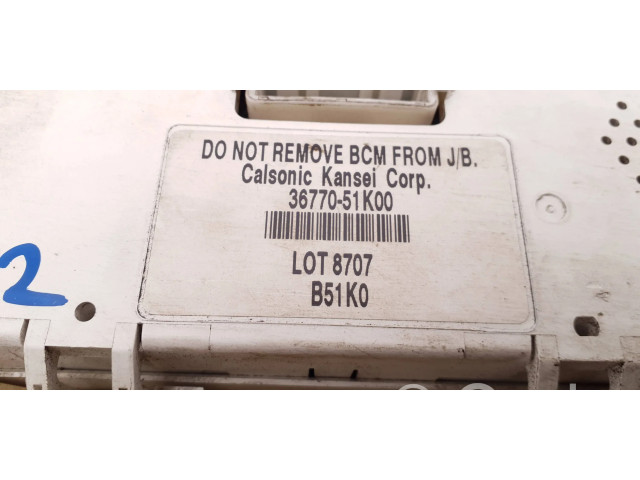 DO NOT REMOVE BCM FROM J/B.
Calsonic Kansei Corp.
36770-51K00
LOT 8707
B51K0
2